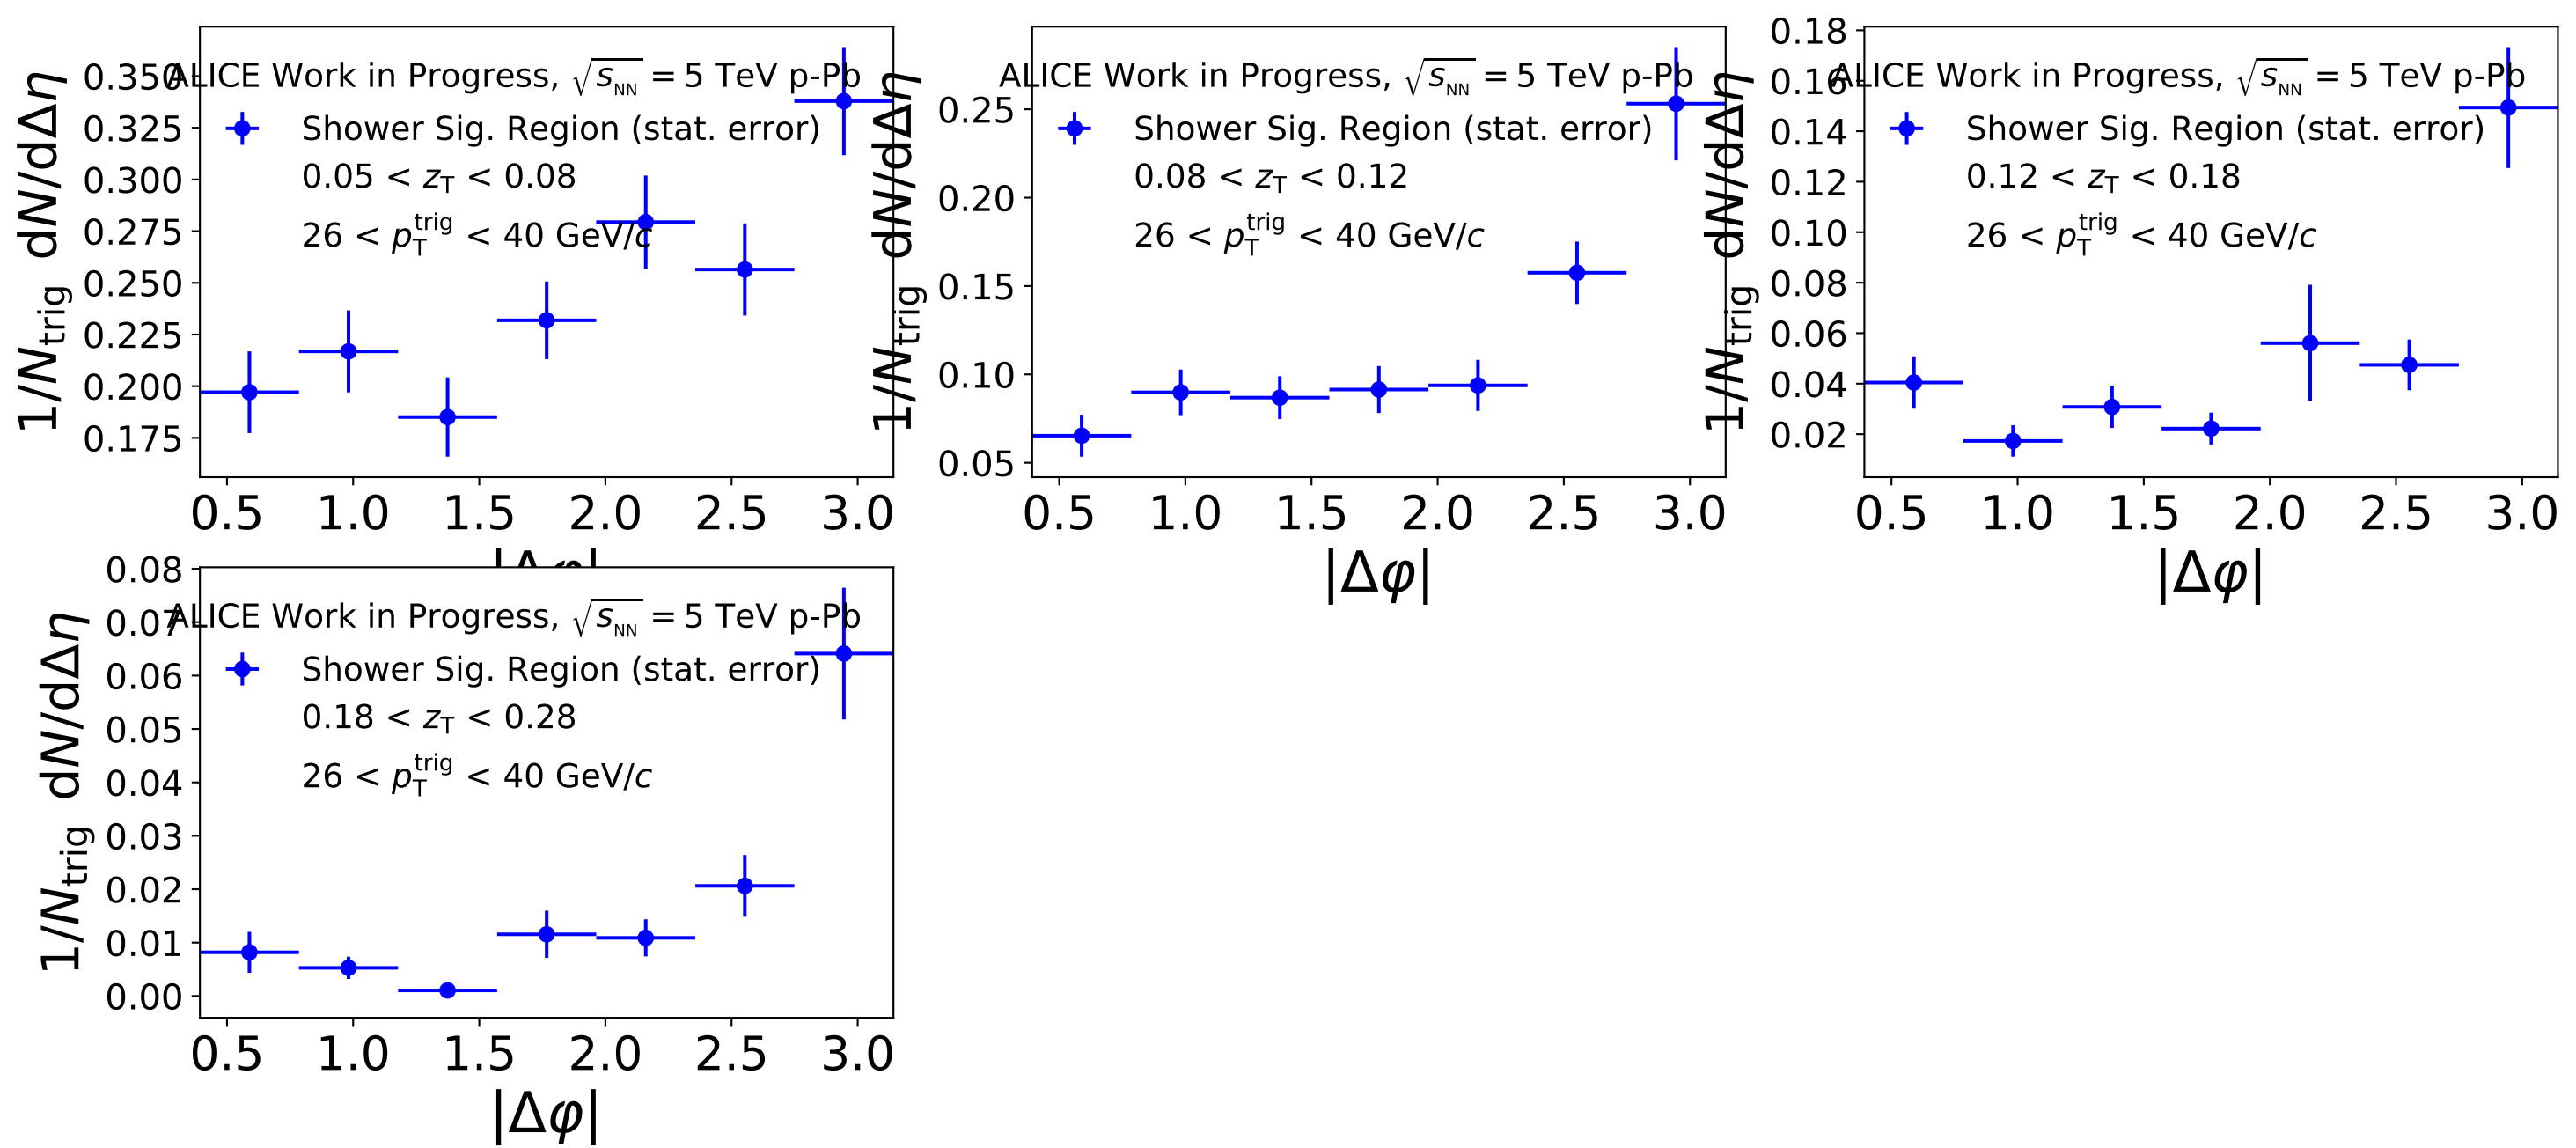 ALICE Work in Progress, √s_NN = 5 TeV p-Pb
Shower Sig. Region (stat. error)
0.05 < z_T < 0.08
26 < p_T^trig < 40 GeV/c
1/N_trig dN/dΔη
0.350
0.325
0.300
0.275
0.250
0.225
0.200
0.175
0.5 1.0 1.5 2.0 2.5 3.0
|Δφ|
ALICE Work in Progress, √s_NN = 5 TeV p-Pb
Shower Sig. Region (stat. error)
0.08 < z_T < 0.12
26 < p_T^trig < 40 GeV/c
1/N_trig dN/dΔη
0.25
0.20
0.15
0.10
0.05
0.5 1.0 1.5 2.0 2.5 3.0
|Δφ|
ALICE Work in Progress, √s_NN = 5 TeV p-Pb
Shower Sig. Region (stat. error)
0.12 < z_T < 0.18
26 < p_T^trig < 40 GeV/c
1/N_trig dN/dΔη
0.18
0.16
0.14
0.12
0.10
0.08
0.06
0.04
0.02
0.5 1.0 1.5 2.0 2.5 3.0
|Δφ|
ALICE Work in Progress, √s_NN = 5 TeV p-Pb
Shower Sig. Region (stat. error)
0.18 < z_T < 0.28
26 < p_T^trig < 40 GeV/c
1/N_trig dN/dΔη
0.08
0.07
0.06
0.05
0.04
0.03
0.02
0.01
0.00
0.5 1.0 1.5 2.0 2.5 3.0
|Δφ|